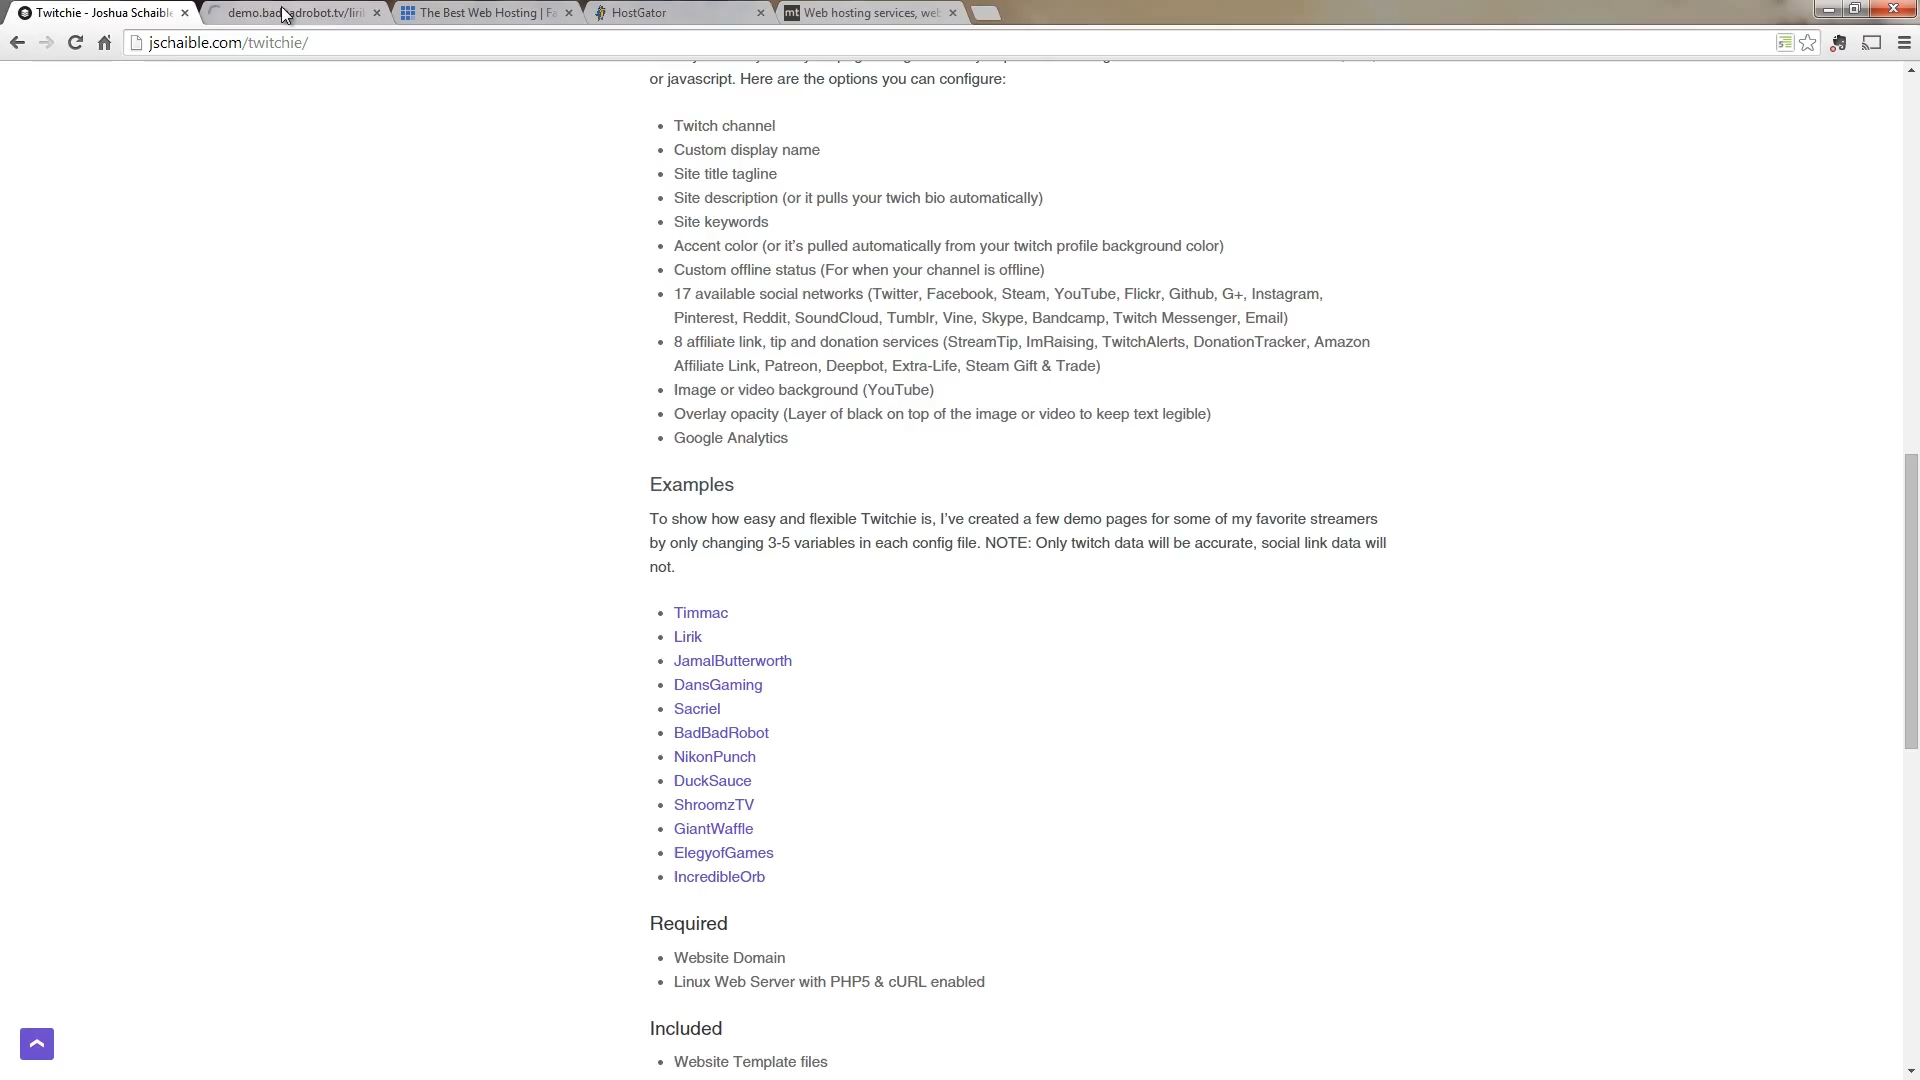 Twitchie - Joshua Schaible
demo.bad adrobot.tv/liri
The Best Web Hosting | Fa
HostGator
mt Web hosting services, web
jschaible.com/twitchie/
or javascript. Here are the options you can configure:
Twitch channel
Custom display name
Site title tagline
Site description (or it pulls your twich bio automatically)
Site keywords
Accent color (or it's pulled automatically from your twitch profile background color)
Custom offline status (For when your channel is offline)
17 available social networks (Twitter, Facebook, Steam, YouTube, Flickr, Github, G+, Instagram,
Pinterest, Reddit, SoundCloud, Tumblr, Vine, Skype, Bandcamp, Twitch Messenger, Email)
8 affiliate link, tip and donation services (StreamTip, ImRaising, TwitchAlerts, DonationTracker, Amazon
Affiliate Link, Patreon, Deepbot, Extra-Life, Steam Gift & Trade)
Image or video background (YouTube)
Overlay opacity (Layer of black on top of the image or video to keep text legible)
Google Analytics
Examples
To show how easy and flexible Twitchie is, I've created a few demo pages for some of my favorite streamers
by only changing 3-5 variables in each config file. NOTE: Only twitch data will be accurate, social link data will
not.
Timmac
Lirik
JamalButterworth
DansGaming
Sacriel
BadBadRobot
NikonPunch
DuckSauce
ShroomzTV
GiantWaffle
ElegyofGames
IncredibleOrb
Required
Website Domain
Linux Web Server with PHP5 & cURL enabled
Included
Website Template files